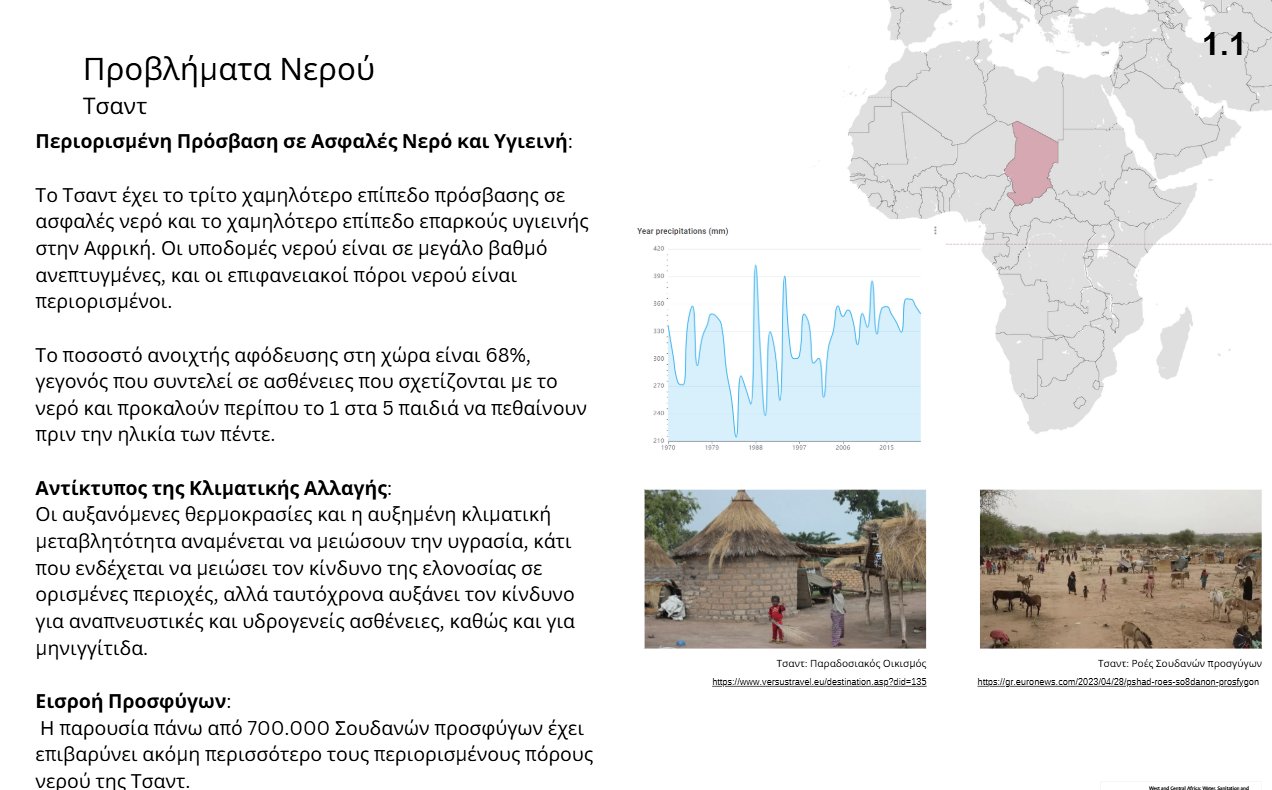 1.1
Προβλήματα Νερού
Τσαντ
Περιορισμένη Πρόσβαση σε Ασφαλές Νερό και Υγιεινή:
Το Τσαντ έχει το τρίτο χαμηλότερο επίπεδο πρόσβασης σε
ασφαλές νερό και το χαμηλότερο επίπεδο επαρκούς υγιεινής
στην Αφρική. Οι υποδομές νερού είναι σε μεγάλο βαθμό
ανεπτυγμένες, και οι επιφανειακοί πόροι νερού είναι
περιορισμένοι.
Το ποσοστό ανοιχτής αφόδευσης στη χώρα είναι 68%,
γεγονός που συντελεί σε ασθένειες που σχετίζονται με το
νερό και προκαλούν περίπου το 1 στα 5 παιδιά να πεθαίνουν
πριν την ηλικία των πέντε.
Αντίκτυπος της Κλιματικής Αλλαγής:
Οι αυξανόμενες θερμοκρασίες και η αυξημένη κλιματική
μεταβλητότητα αναμένεται να μειώσουν την υγρασία, κάτι
που ενδέχεται να μειώσει τον κίνδυνο της ελονοσίας σε
ορισμένες περιοχές, αλλά ταυτόχρονα αυξάνει τον κίνδυνο
για αναπνευστικές και υδρογενείς ασθένειες, καθώς και για
μηνιγγίτιδα.
Εισροή Προσφύγων:
Η παρουσία πάνω από 700.000 Σουδανών προσφύγων έχει
επιβαρύνει ακόμη περισσότερο τους περιορισμένους πόρους
νερού της Τσαντ.
Year precipitations (mm)
420
390
360
330
300
270
240
210
1970 1979 1988 1997 2006 2015
Τσαντ: Παραδοσιακός Οικισμός
https://www.versustravel.eu/destination.asp?did=135
Τσαντ: Ροές Σουδανών προσγύγων
https://gr.euronews.com/2023/04/28/pshad-roes-so8danon-prosfygon
West and Central Africa: Water, Sanitation and